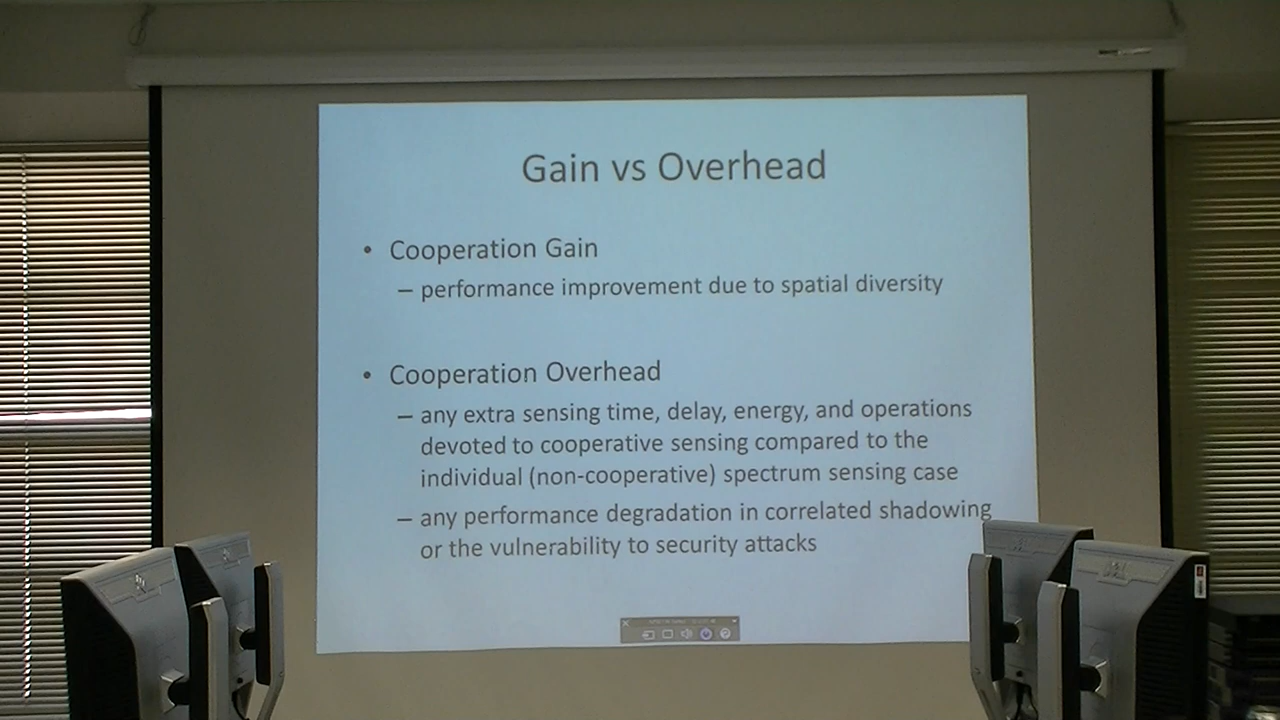 Gain vs Overhead
• Cooperation Gain
– performance improvement due to spatial diversity
• Cooperation Overhead
– any extra sensing time, delay, energy, and operations
devoted to cooperative sensing compared to the
individual (non-cooperative) spectrum sensing case
– any performance degradation in correlated shadowing
or the vulnerability to security attacks